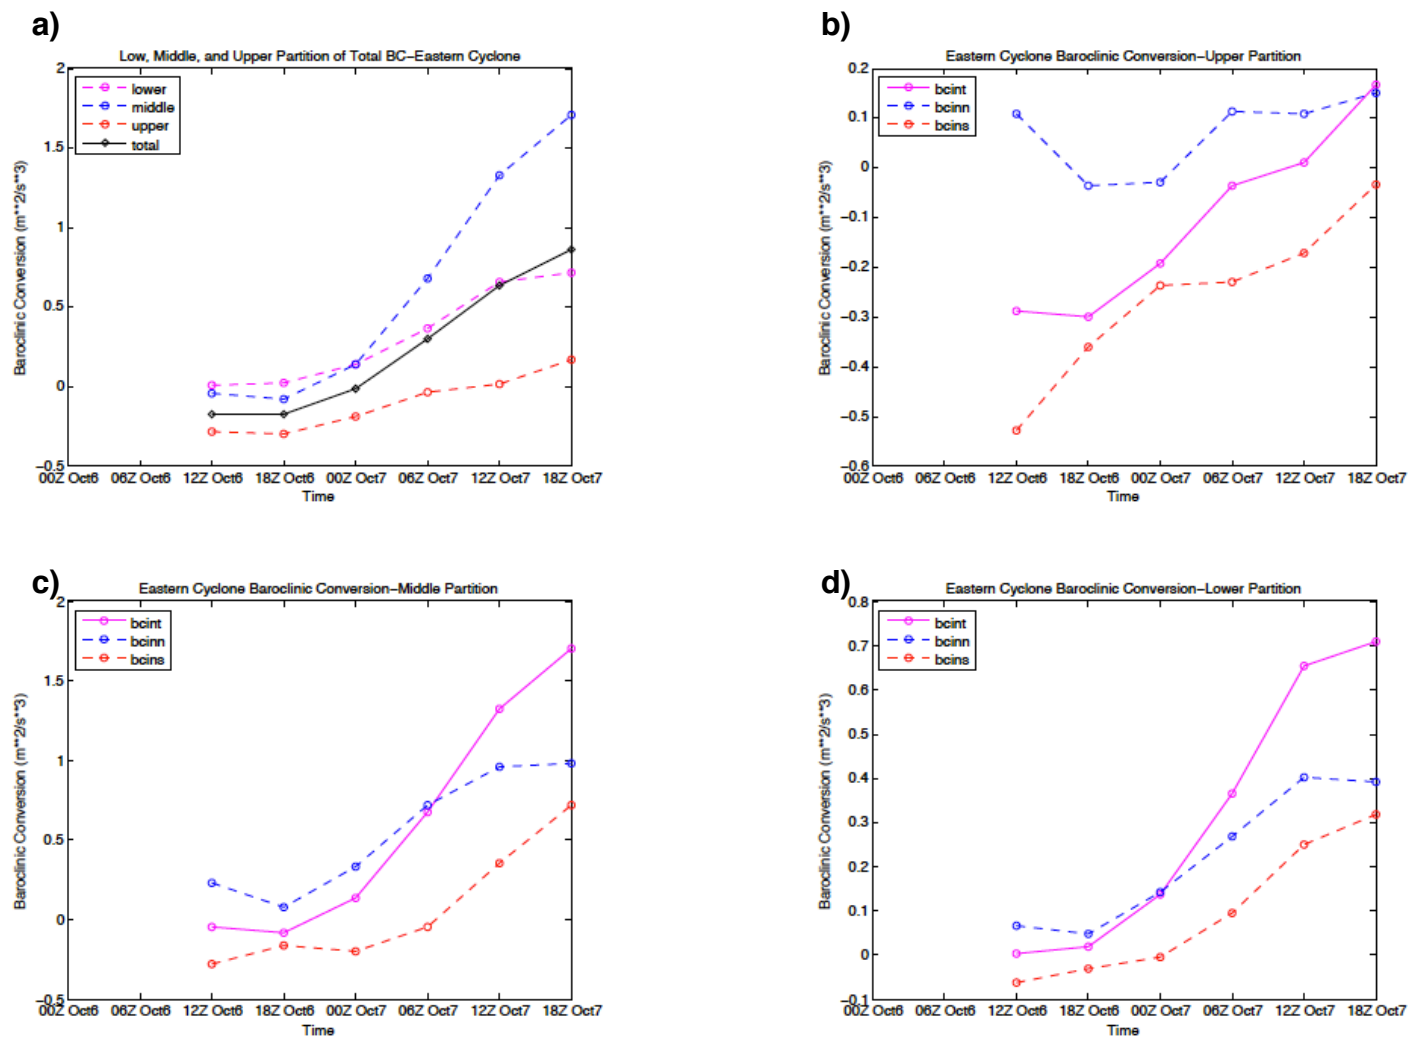 a)
Low, Middle, and Upper Partition of Total BC−Eastern Cyclone
2
1.5
1
0.5
0
−0.5
Baroclinic Conversion (m**2/s**3)
lower
middle
upper
total
00Z Oct6 06Z Oct6 12Z Oct6 18Z Oct6 00Z Oct7 06Z Oct7 12Z Oct7 18Z Oct7
Time
b)
Eastern Cyclone Baroclinic Conversion−Upper Partition
0.2
0.1
0
−0.1
−0.2
−0.3
−0.4
−0.5
−0.6
Baroclinic Conversion (m**2/s**3)
bcint
bcinn
bcins
00Z Oct6 06Z Oct6 12Z Oct6 18Z Oct6 00Z Oct7 06Z Oct7 12Z Oct7 18Z Oct7
Time
c)
Eastern Cyclone Baroclinic Conversion−Middle Partition
2
1.5
1
0.5
0
−0.5
Baroclinic Conversion (m**2/s**3)
bcint
bcinn
bcins
00Z Oct6 06Z Oct6 12Z Oct6 18Z Oct6 00Z Oct7 06Z Oct7 12Z Oct7 18Z Oct7
Time
d)
Eastern Cyclone Baroclinic Conversion−Lower Partition
0.8
0.7
0.6
0.5
0.4
0.3
0.2
0.1
0
−0.1
Baroclinic Conversion (m**2/s**3)
bcint
bcinn
bcins
00Z Oct6 06Z Oct6 12Z Oct6 18Z Oct6 00Z Oct7 06Z Oct7 12Z Oct7 18Z Oct7
Time